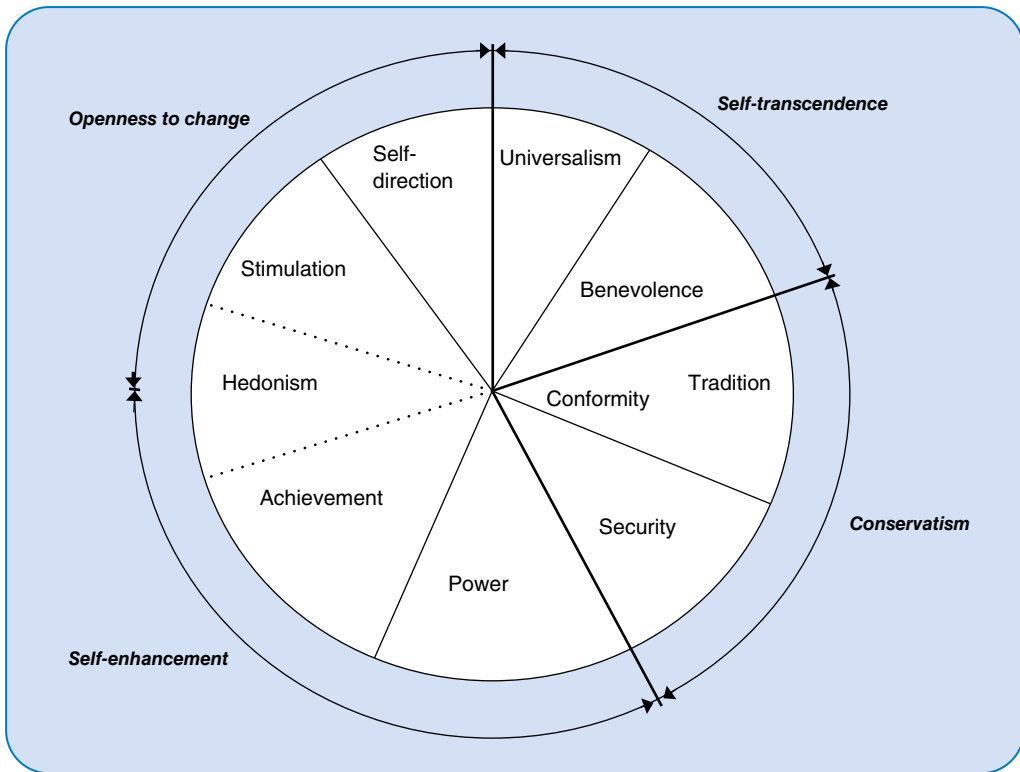 Openness to change
Self-transcendence
Self-
direction
Universalism
Stimulation
Benevolence
Hedonism
Conformity
Tradition
Achievement
Security
Conservatism
Power
Self-enhancement